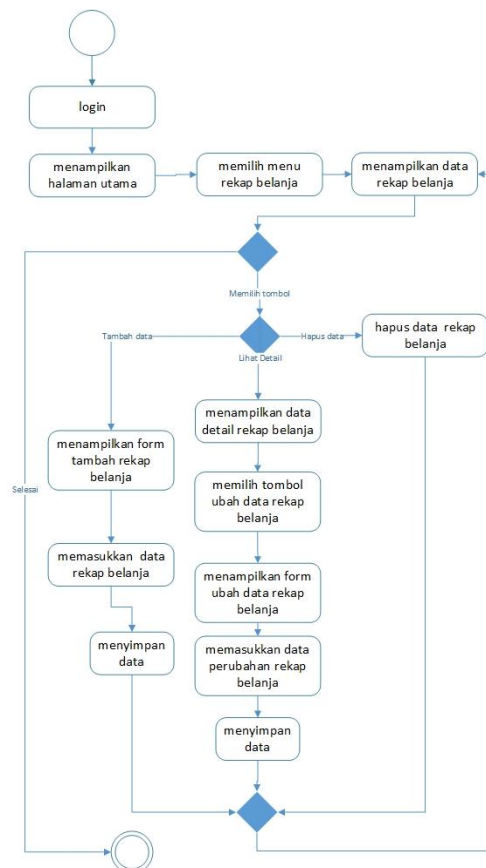 login
menampilkan
halaman utama
memilih menu
rekap belanja
menampilkan data
rekap belanja
Memilih tombol
Tambah data
Lihat Detail
Hapus data
hapus data rekap
belanja
menampilkan data
detail rekap belanja
menampilkan form
tambah rekap
belanja
memilih tombol
ubah data rekap
belanja
Selesai
memasukkan data
rekap belanja
menampilkan form
ubah data rekap
belanja
menyimpan
data
memasukkan data
perubahan rekap
belanja
menyimpan
data